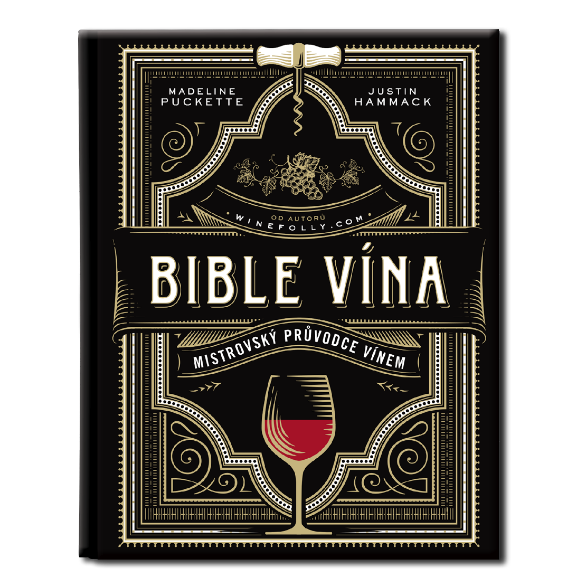 MADELINE
PUCKETTE
JUSTIN
HAMMACK
OD AUTORŮ
• WINEFOLLY.COM •
BIBLE VÍNA
MISTROVSKÝ PRŮVODCE VÍNEM